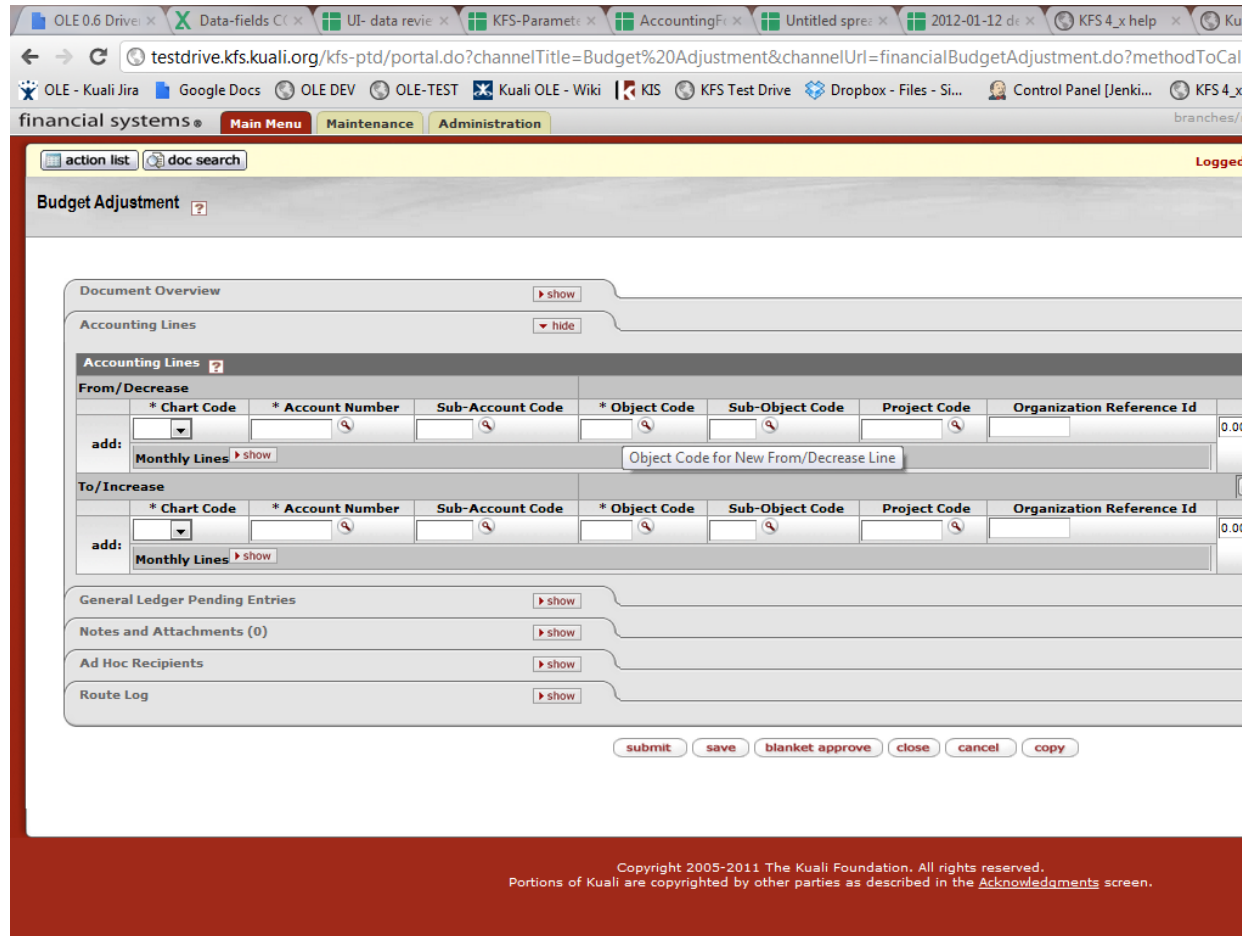 OLE 0.6 Driver Data-fields CO UI- data revie KFS-Paramete AccountingFi Untitled sprea 2012-01-12 de KFS 4_x help Ku
testdrive.kfs.kuali.org/kfs-ptd/portal.do?channelTitle=Budget%20Adjustment&channelUrl=financialBudgetAdjustment.do?methodToCal
OLE - Kuali Jira Google Docs OLE DEV OLE-TEST Kuali OLE - Wiki KIS KFS Test Drive Dropbox - Files - Si... Control Panel [Jenki... KFS 4_x
financial systems Main Menu Maintenance Administration branches/
action list doc search Logged
Budget Adjustment ?
Document Overview show
Accounting Lines hide
Accounting Lines ?
From/Decrease
* Chart Code * Account Number Sub-Account Code * Object Code Sub-Object Code Project Code Organization Reference Id
add: 0.00
Monthly Lines show Object Code for New From/Decrease Line
To/Increase
* Chart Code * Account Number Sub-Account Code * Object Code Sub-Object Code Project Code Organization Reference Id
add: 0.00
Monthly Lines show
General Ledger Pending Entries show
Notes and Attachments (0) show
Ad Hoc Recipients show
Route Log show
submit save blanket approve close cancel copy
Copyright 2005-2011 The Kuali Foundation. All rights reserved.
Portions of Kuali are copyrighted by other parties as described in the Acknowledgments screen.